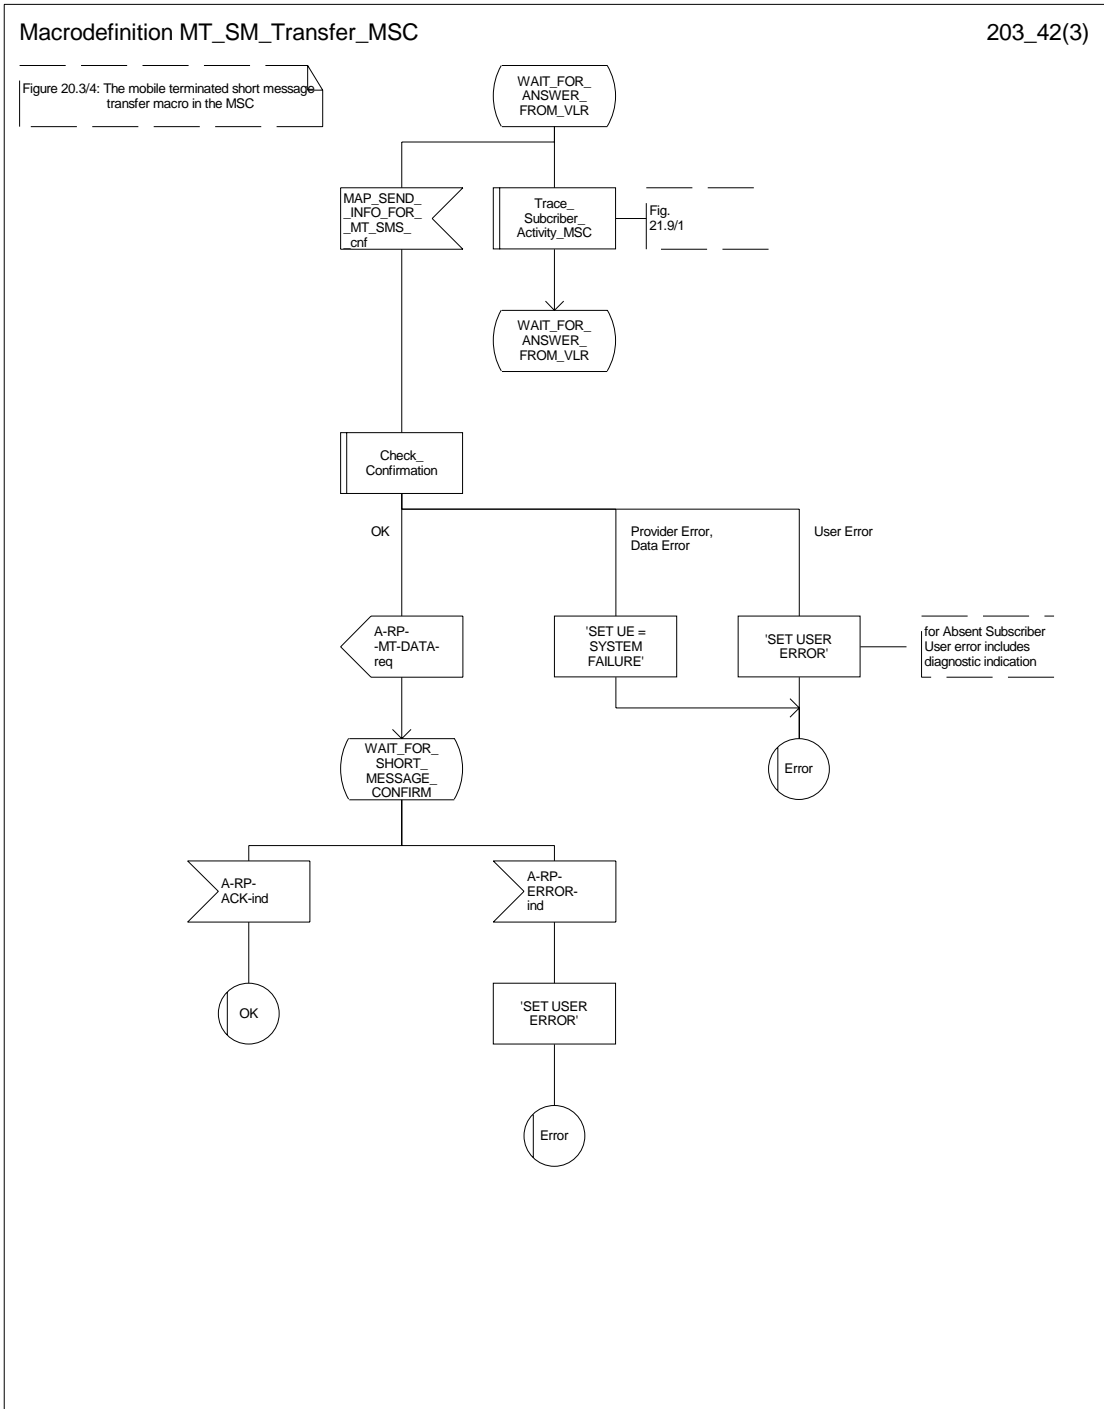 Macrodefinition MT_SM_Transfer_MSC
203_42(3)
Figure 20.3/4: The mobile terminated short message
transfer macro in the MSC
WAIT_FOR_
ANSWER_
FROM_VLR
MAP_SEND_
_INFO_FOR_
_MT_SMS_
_cnf
Trace_
Subcriber_
Activity_MSC
Fig.
21.9/1
WAIT_FOR_
ANSWER_
FROM_VLR
Check_
Confirmation
OK
Provider Error,
Data Error
User Error
A-RP-
-MT-DATA-
req
'SET UE =
SYSTEM
FAILURE'
'SET USER
ERROR'
for Absent Subscriber
User error includes
diagnostic indication
WAIT_FOR_
SHORT_
MESSAGE_
CONFIRM
Error
A-RP-
ACK-ind
A-RP-
ERROR-
ind
OK
'SET USER
ERROR'
Error